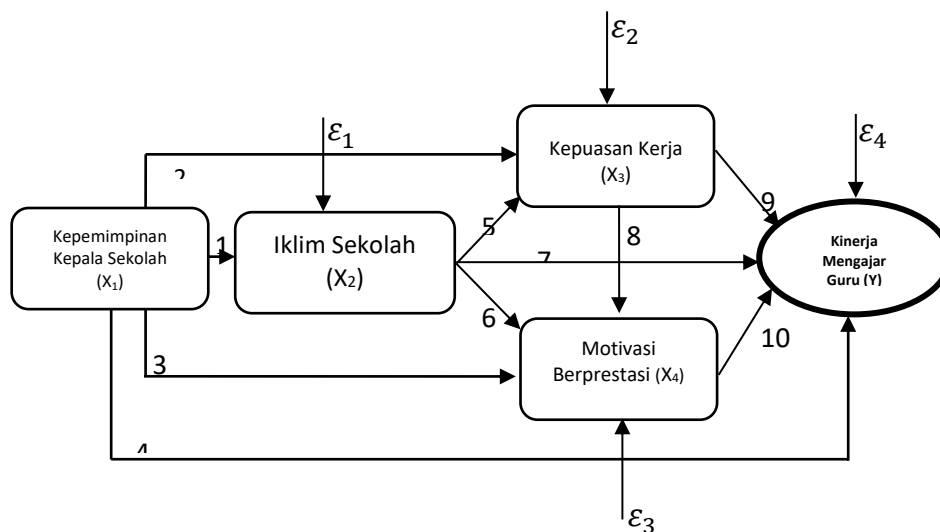 ε₂
ε₁
ε₄
Kepuasan Kerja
(X₃)
2
9
5
8
Kepemimpinan
Kepala Sekolah
(X₁)
1
Iklim Sekolah
(X₂)
7
Kinerja
Mengajar
Guru (Y)
6
10
Motivasi
Berprestasi (X₄)
3
4
ε₃